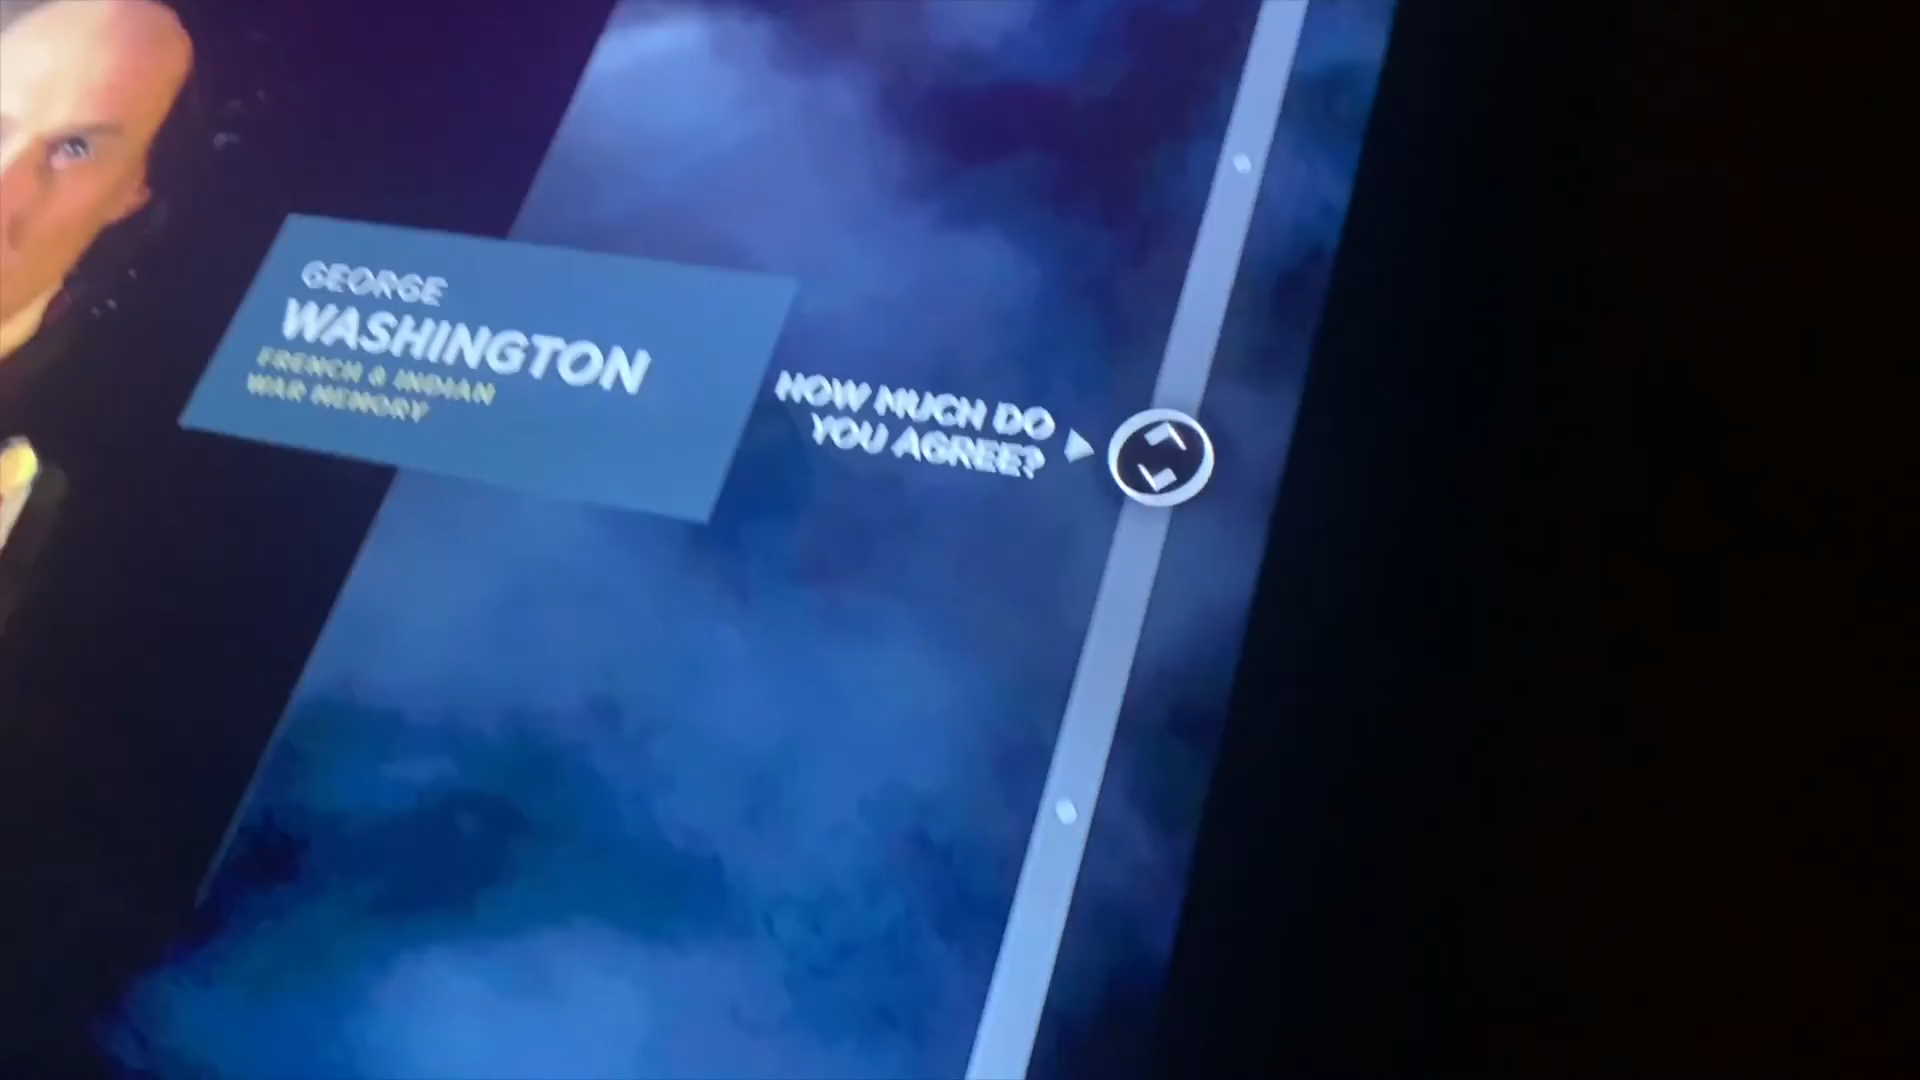 GEORGE
WASHINGTON
FRENCH & INDIAN
WAR MEMORY
HOW MUCH DO
YOU AGREE?